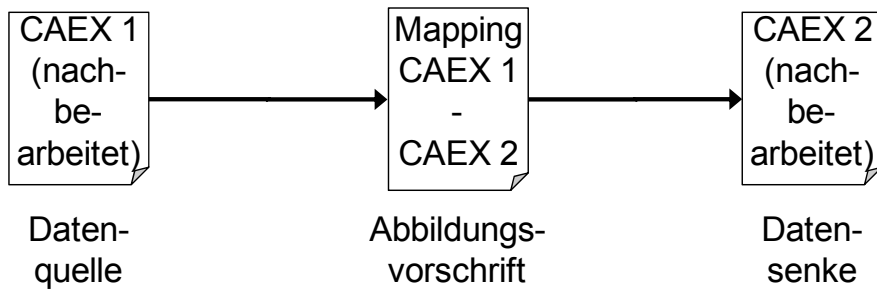 CAEX 1
(nach-
be-
arbeitet)
Mapping
CAEX 1
-
CAEX 2
CAEX 2
(nach-
be-
arbeitet)
Daten-
quelle
Abbildungs-
vorschrift
Daten-
senke